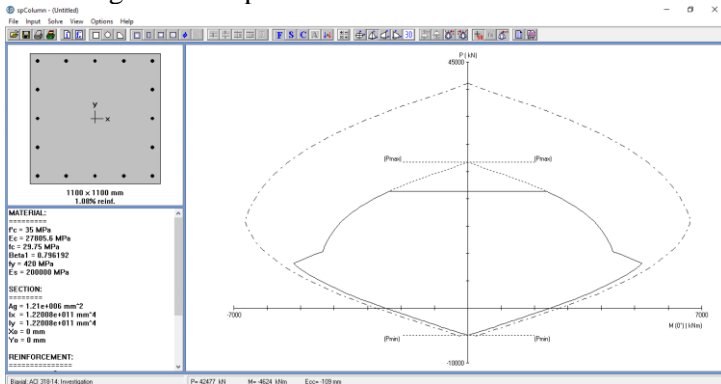 spColumn - (Untitled)
File Input Solve View Options Help
F S C A
3D
y
x
1100 x 1100 mm
1.08% reinf.
MATERIAL:
=========
f'c = 35 MPa
Ec = 27805.6 MPa
fc = 29.75 MPa
Beta1 = 0.796192
fy = 420 MPa
Es = 200000 MPa
SECTION:
========
Ag = 1.21e+006 mm^2
Ix = 1.22008e+011 mm^4
Iy = 1.22008e+011 mm^4
Xo = 0 mm
Yo = 0 mm
REINFORCEMENT:
==============
P ( kN)
45000
(Pmax)
(Pmax)
-7000
7000
M (0°) ( kNm)
(Pmin)
(Pmin)
-10000
Biaxial; ACI 318-14; Investigation
P= 42477 kN
M= -4624 kNm
Ecc= -109 mm